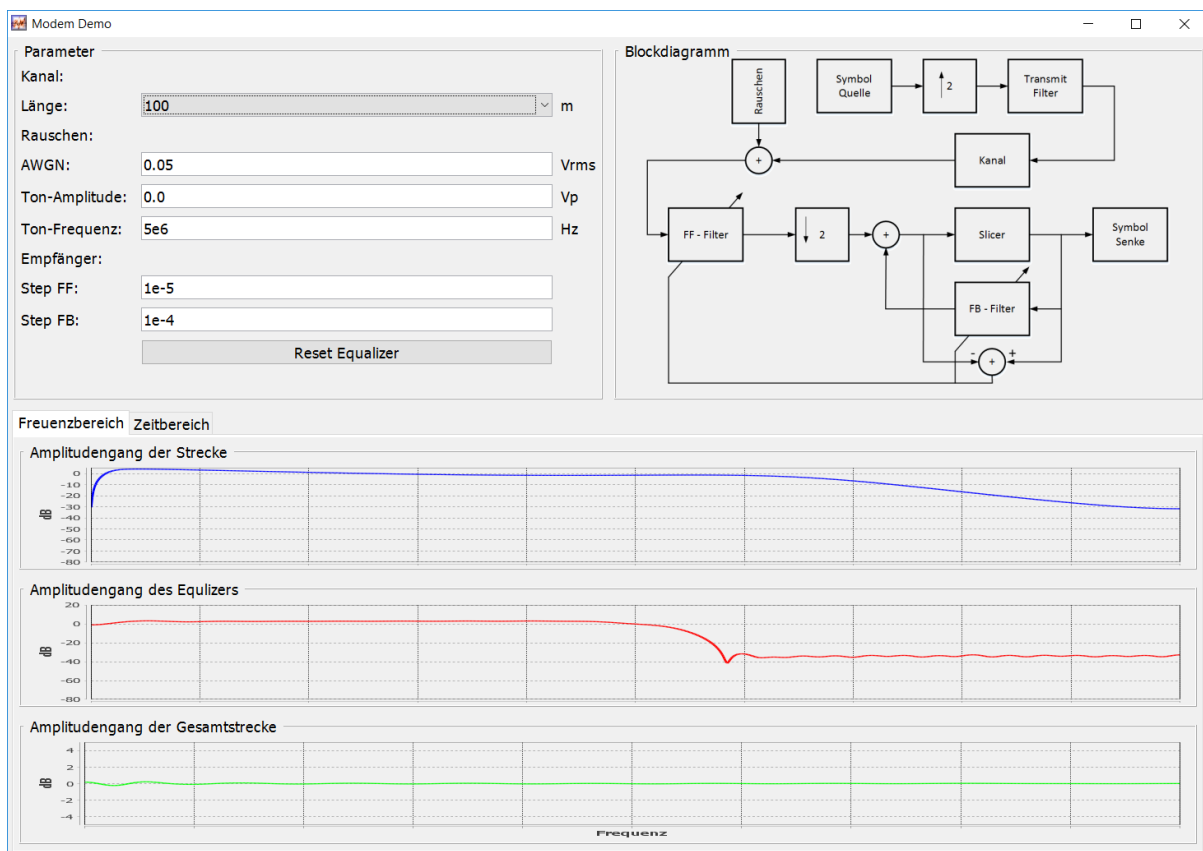 Modem Demo
Parameter
Kanal:
Länge: 100 m
Rauschen:
AWGN: 0.05 Vrms
Ton-Amplitude: 0.0 Vp
Ton-Frequenz: 5e6 Hz
Empfänger:
Step FF: 1e-5
Step FB: 1e-4
Reset Equalizer
Blockdiagramm
Rauschen
Symbol
Quelle
2
Transmit
Filter
+
Kanal
FF - Filter
2
+
Slicer
Symbol
Senke
FB - Filter
- + +
Freuenzbereich Zeitbereich
Amplitudengang der Strecke
dB
0
-10
-20
-30
-40
-50
-60
-70
-80
Amplitudengang des Equlizers
dB
20
0
-20
-40
-60
-80
Amplitudengang der Gesamtstrecke
dB
4
2
0
-2
-4
Frequenz